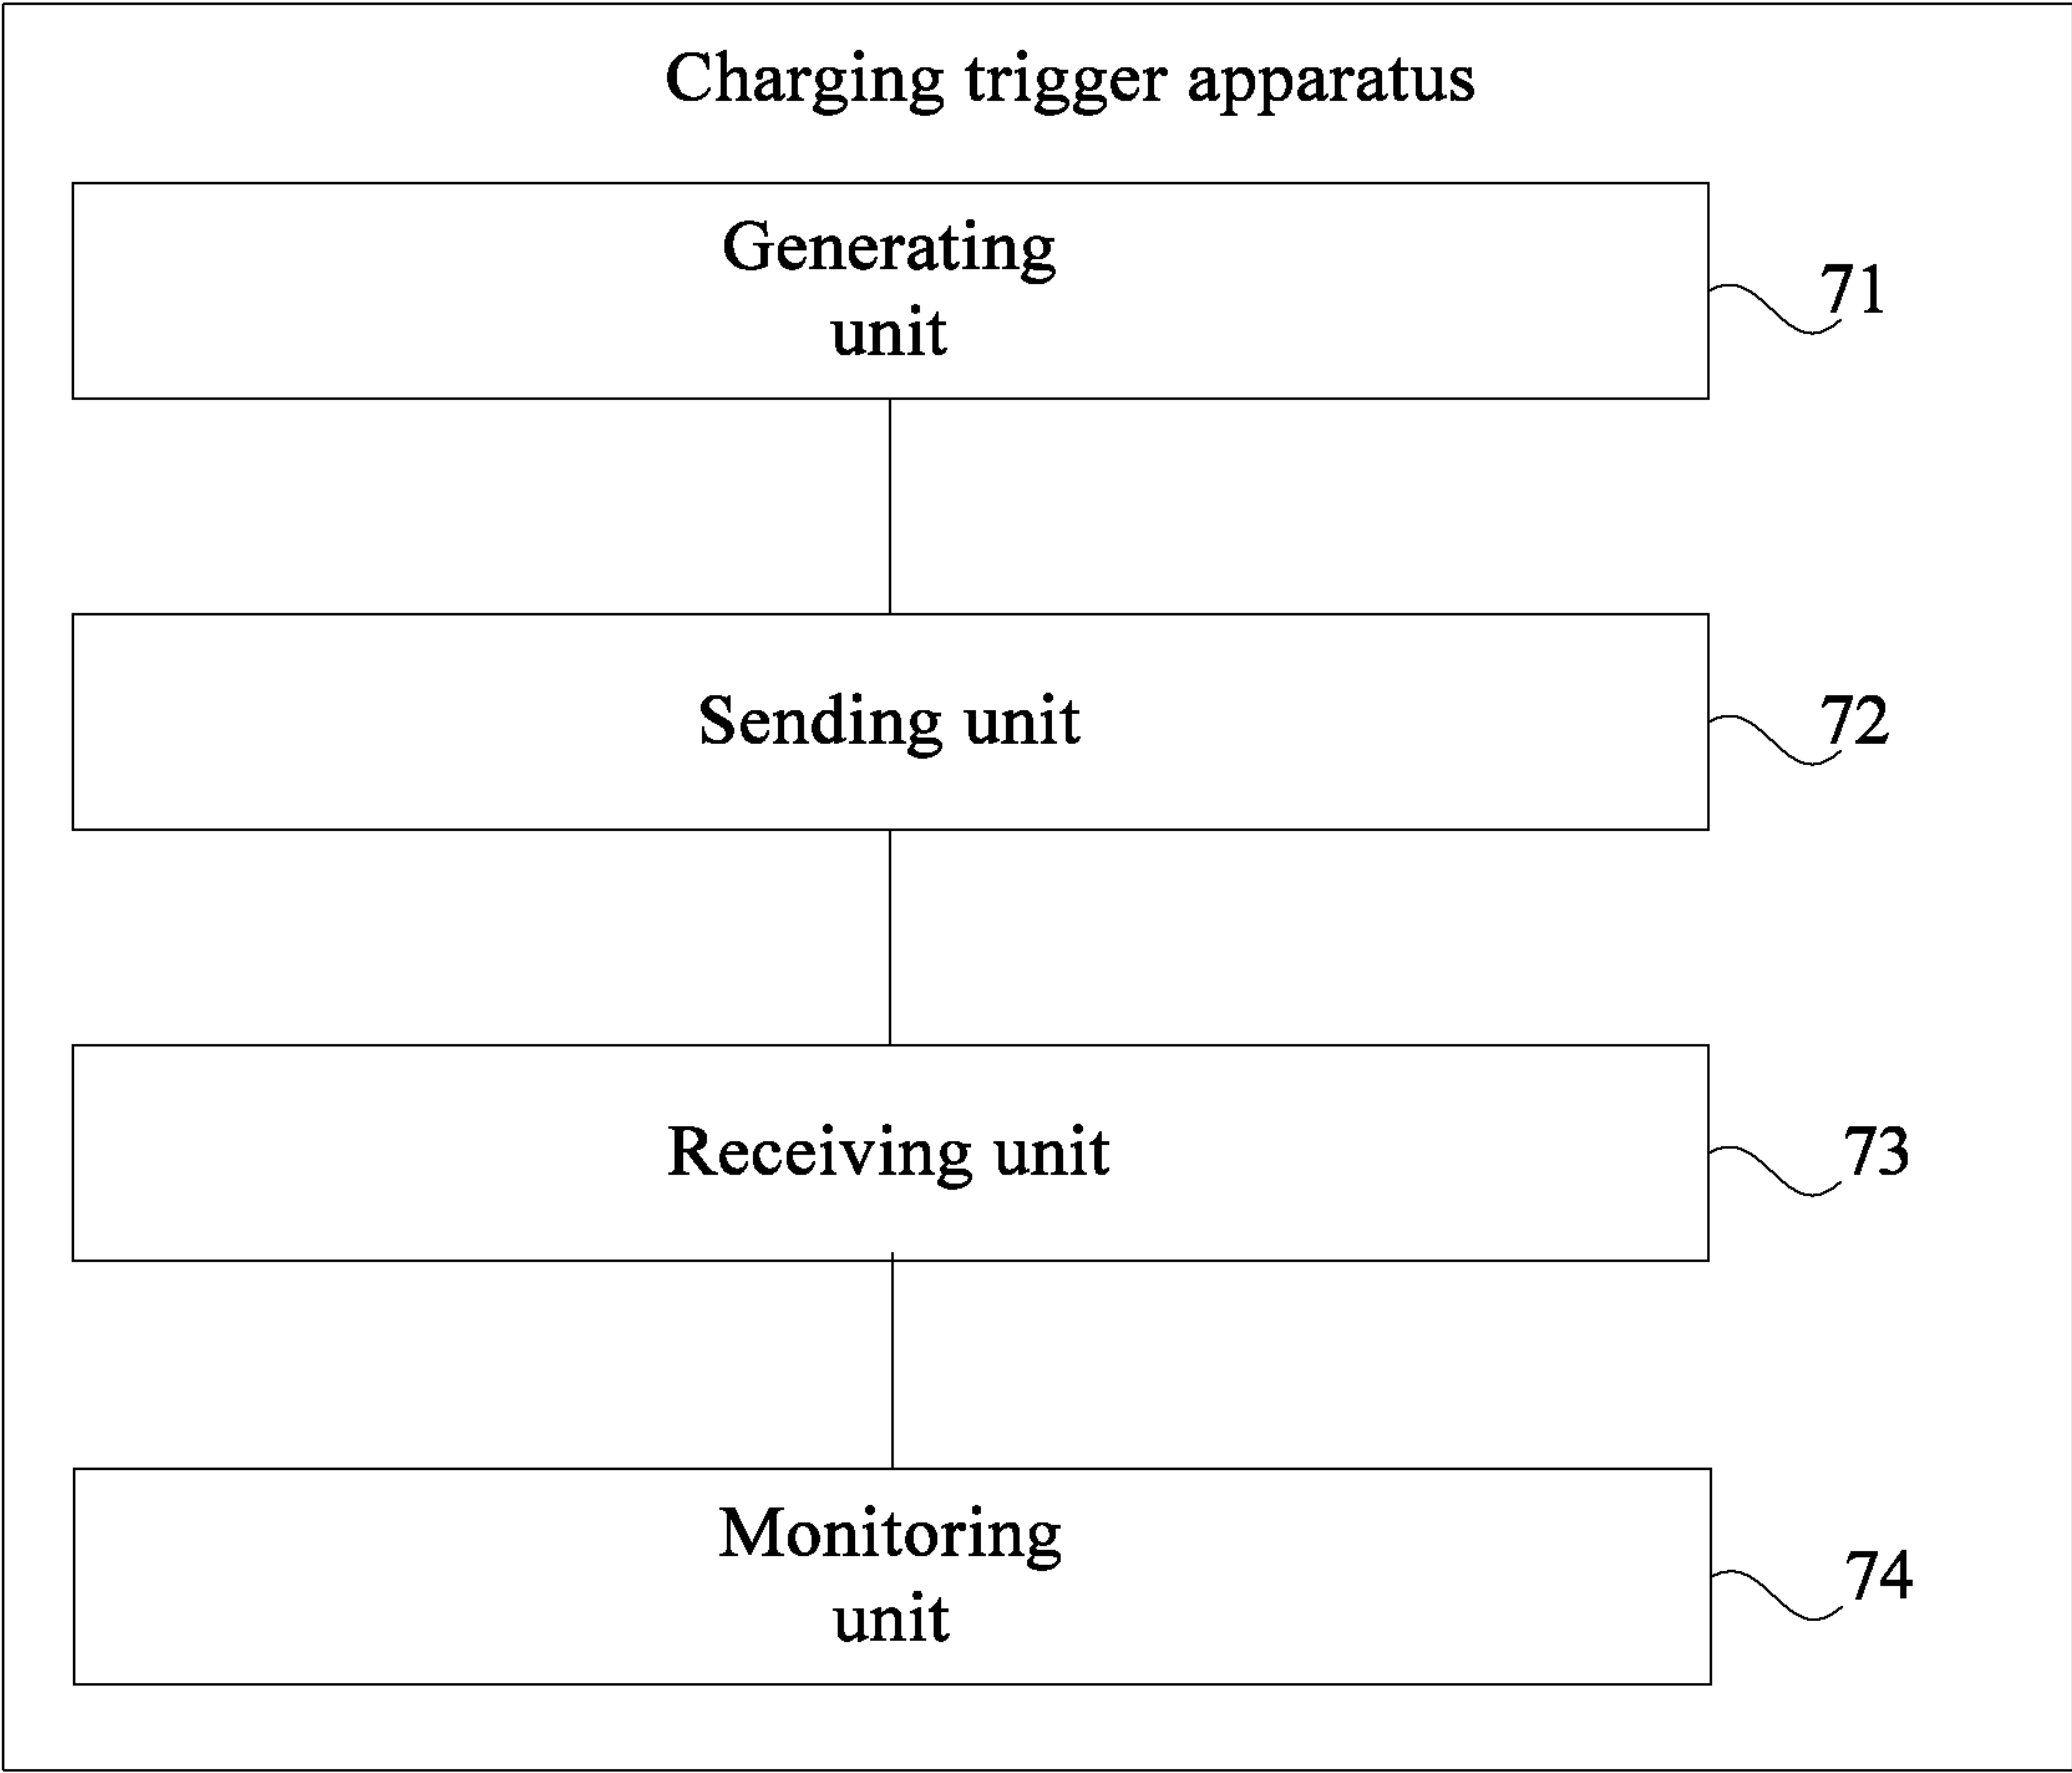 Charging trigger apparatus
Generating
unit
71
Sending unit
72
Receiving unit
73
Monitoring
unit
74